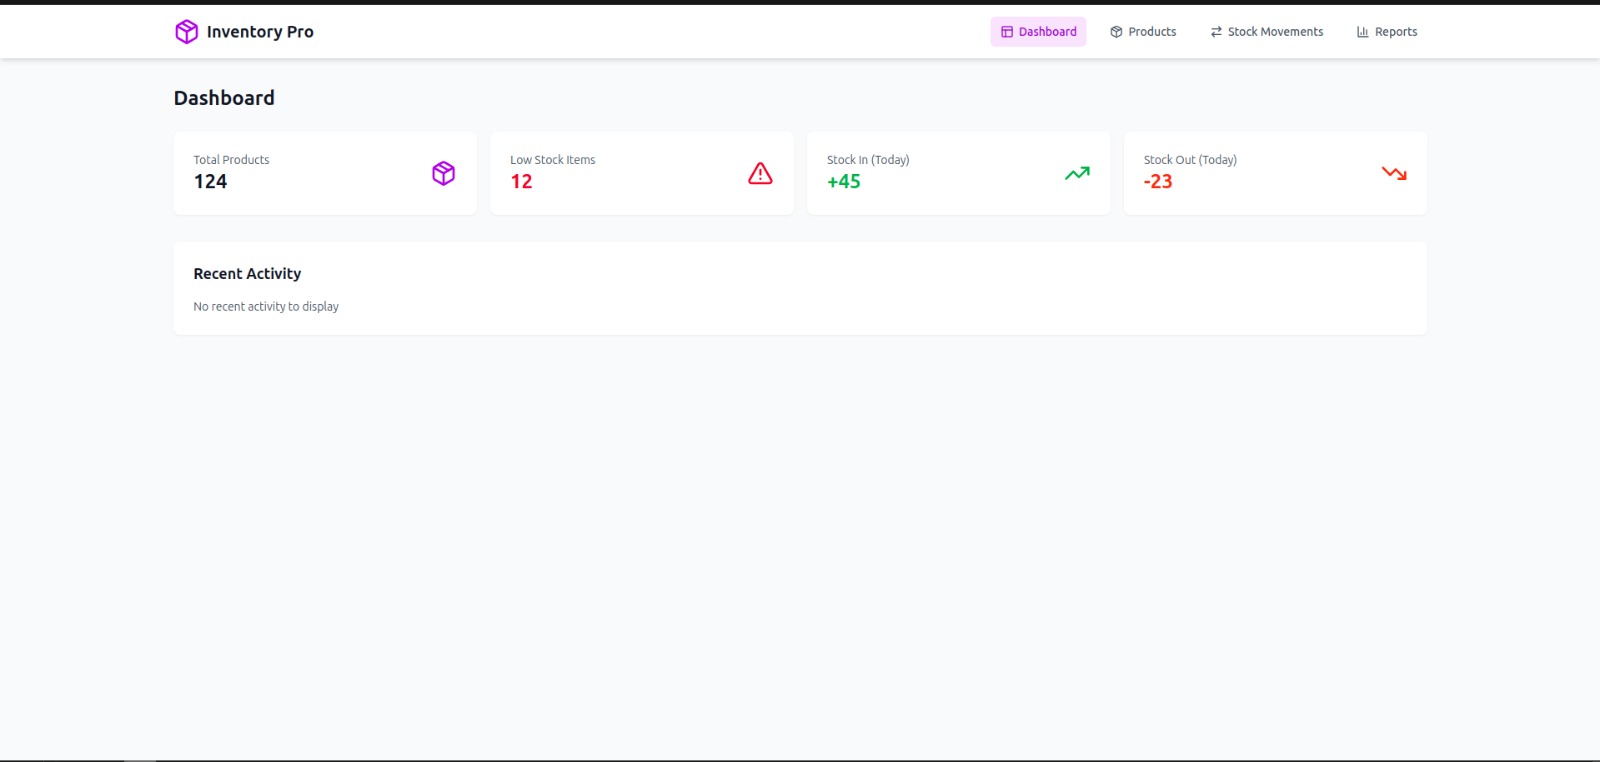 Inventory Pro
Dashboard
Products
Stock Movements
Reports
Dashboard
Total Products
124
Low Stock Items
12
Stock In (Today)
+45
Stock Out (Today)
-23
Recent Activity
No recent activity to display